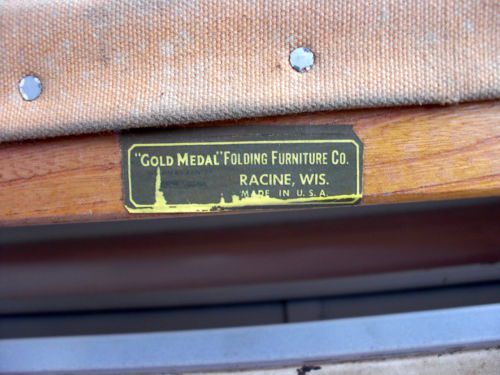 "GOLD MEDAL" FOLDING FURNITURE CO.
RACINE, WIS.
MADE IN U.S.A.